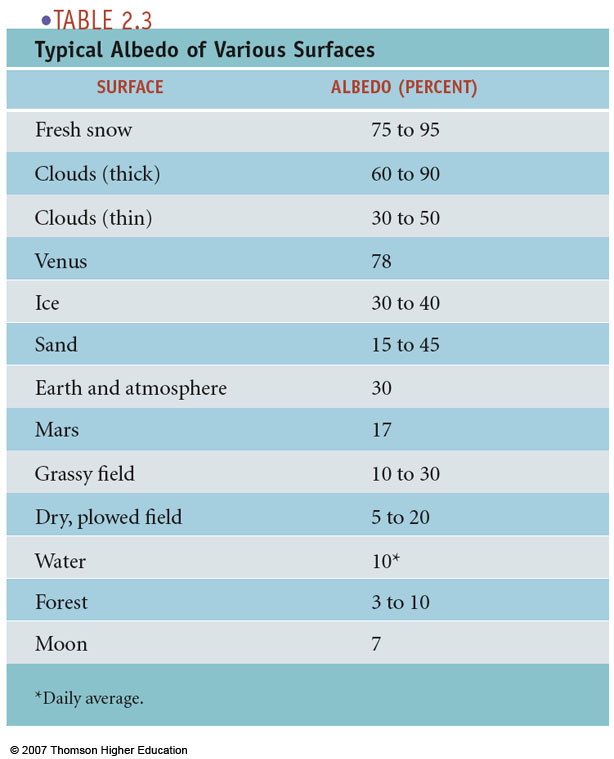 •TABLE 2.3
Typical Albedo of Various Surfaces
SURFACE ALBEDO (PERCENT)
Fresh snow 75 to 95
Clouds (thick) 60 to 90
Clouds (thin) 30 to 50
Venus 78
Ice 30 to 40
Sand 15 to 45
Earth and atmosphere 30
Mars 17
Grassy field 10 to 30
Dry, plowed field 5 to 20
Water 10*
Forest 3 to 10
Moon 7
*Daily average.
© 2007 Thomson Higher Education